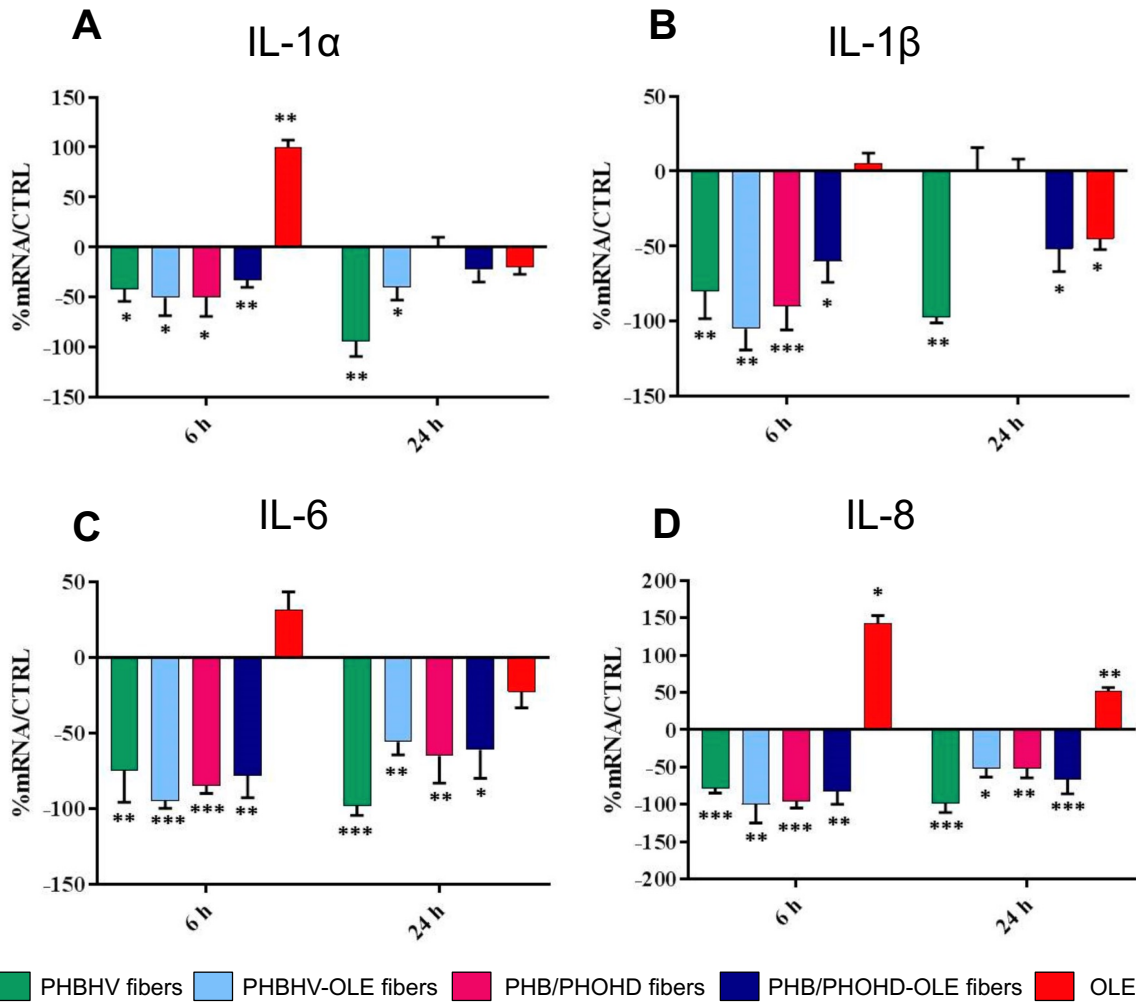 A
IL-1α
%mRNA/CTRL
150
100
50
0
-50
-100
-150
**
*
*
*
**
**
*
6 h
24 h
B
IL-1β
%mRNA/CTRL
50
0
-50
-100
-150
**
**
***
*
**
*
*
6 h
24 h
C
IL-6
%mRNA/CTRL
50
0
-50
-100
-150
**
***
***
**
***
**
**
*
6 h
24 h
D
IL-8
%mRNA/CTRL
200
150
100
50
0
-50
-100
-150
-200
***
**
***
**
*
***
*
**
***
**
6 h
24 h
PHBHV fibers PHBHV-OLE fibers PHB/PHOHD fibers PHB/PHOHD-OLE fibers OLE